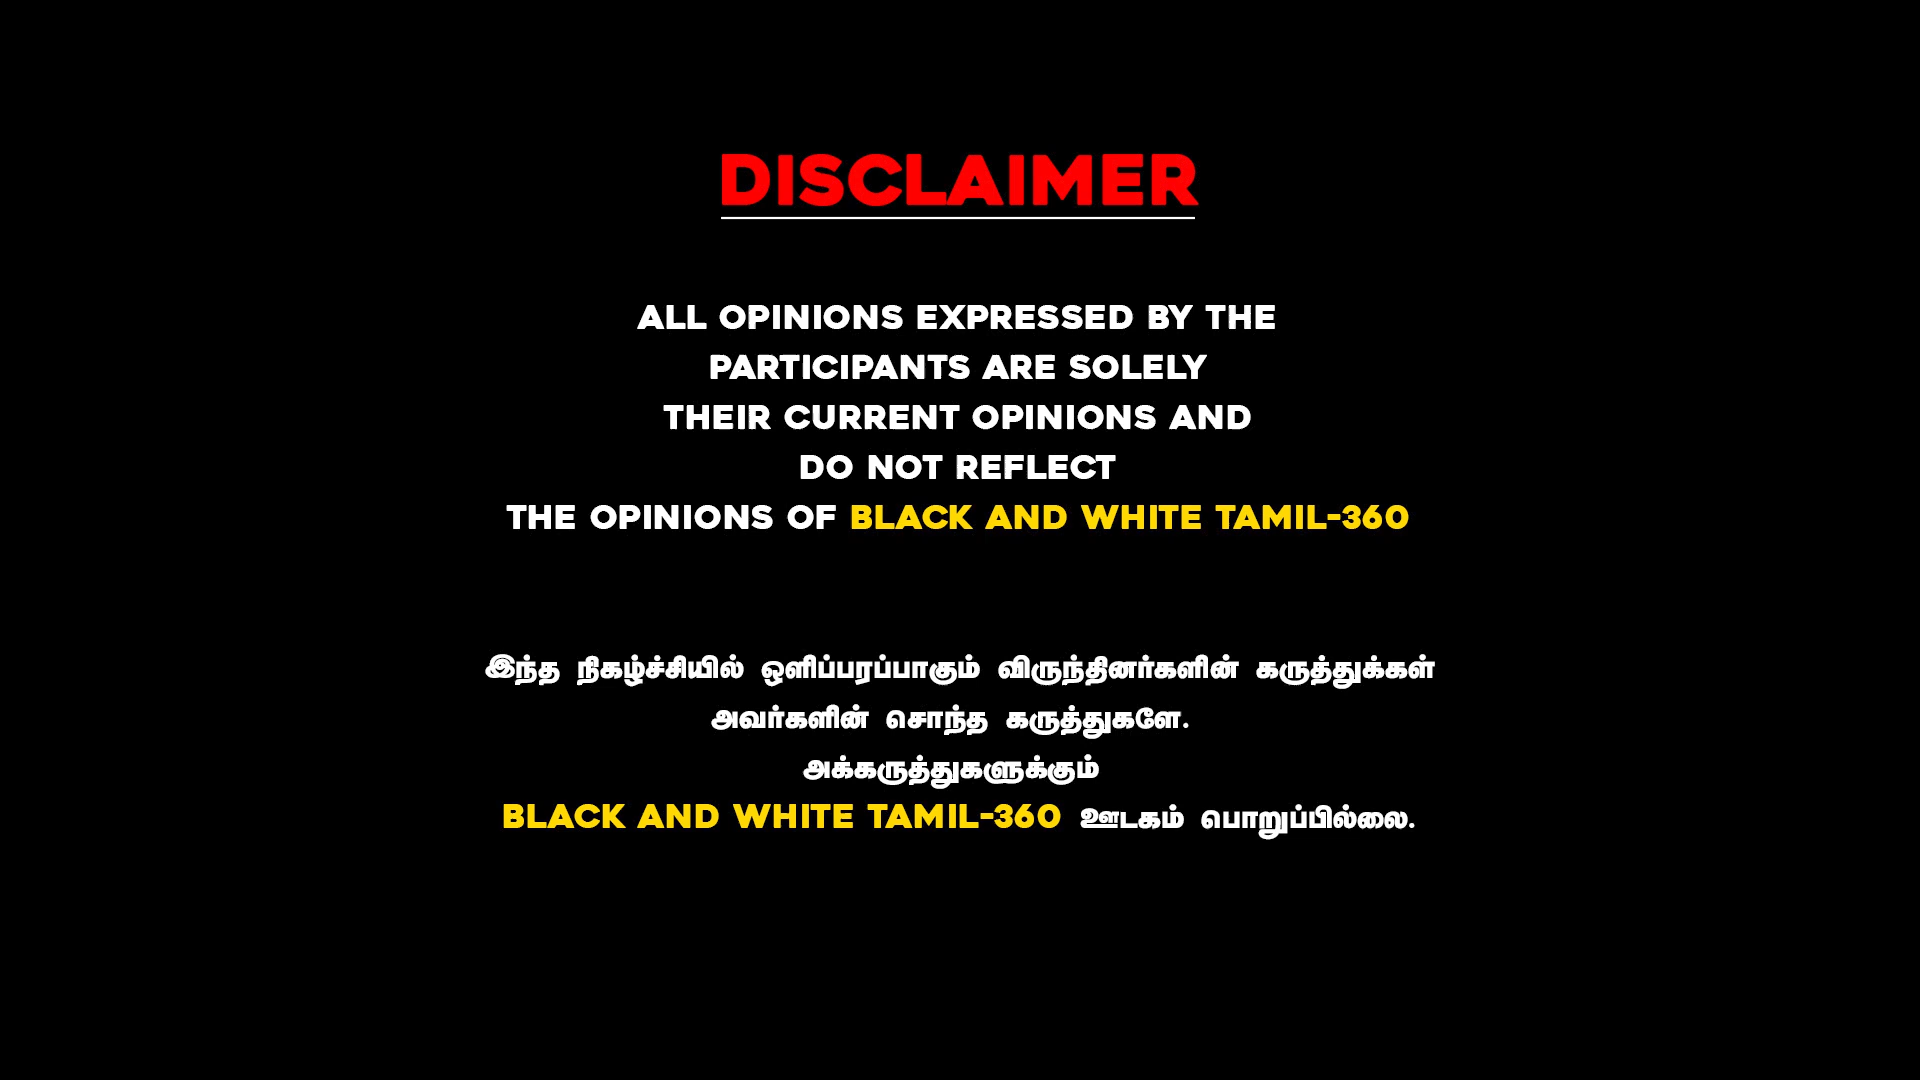 DISCLAIMER
ALL OPINIONS EXPRESSED BY THE
PARTICIPANTS ARE SOLELY
THEIR CURRENT OPINIONS AND
DO NOT REFLECT
THE OPINIONS OF BLACK AND WHITE TAMIL-360
இந்த நிகழ்ச்சியில் ஒளிப்பரப்பாகும் விருந்தினர்களின் கருத்துக்கள்
அவர்களின் சொந்த கருத்துகளே.
அக்கருத்துகளுக்கும்
BLACK AND WHITE TAMIL-360 ஊடகம் பொறுப்பில்லை.